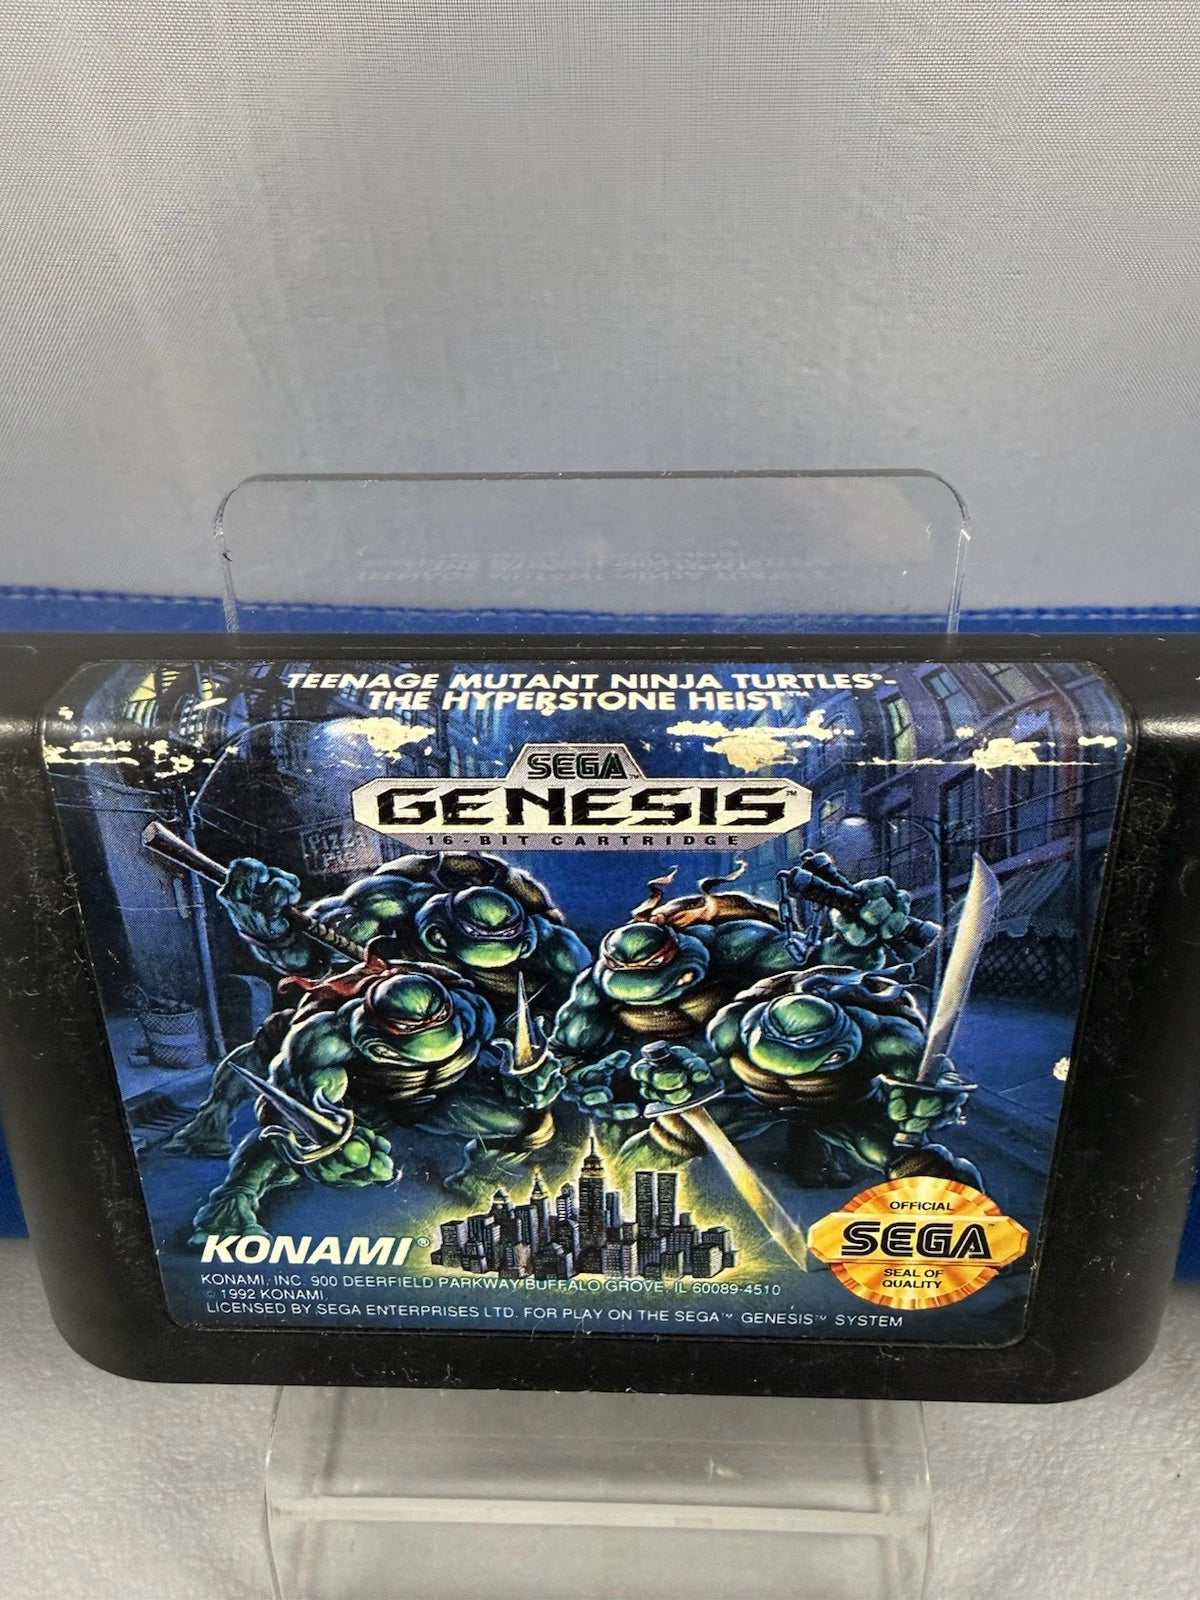 TEENAGE MUTANT NINJA TURTLES®-
THE HYPERSTONE HEIST™
SEGA™
GENESIS™
16-BIT CARTRIDGE
PIZZA
KONAMI®
KONAMI, INC. 900 DEERFIELD PARKWAY BUFFALO GROVE, IL 60089-4510
© 1992 KONAMI.
LICENSED BY SEGA ENTERPRISES LTD. FOR PLAY ON THE SEGA™ GENESIS™ SYSTEM
OFFICIAL
SEGA™
SEAL OF
QUALITY